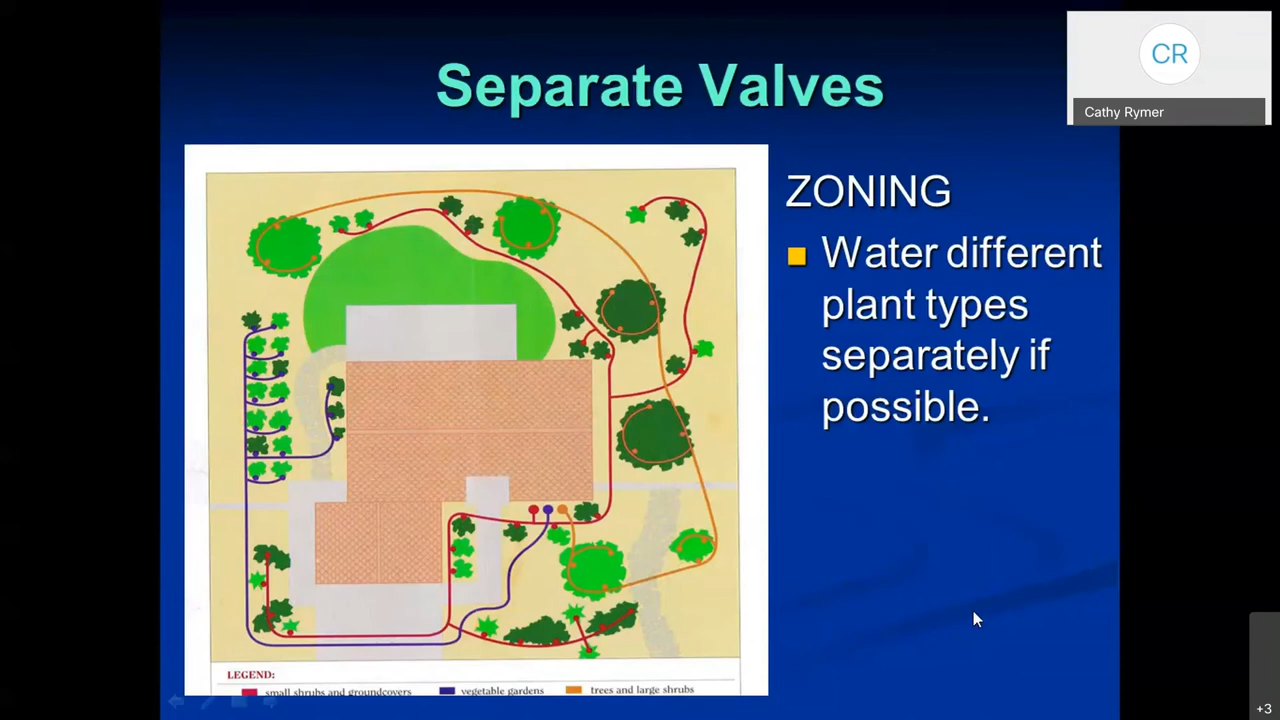 Separate Valves
CR
Cathy Rymer
ZONING
Water different
plant types
separately if
possible.
LEGEND:
small shrubs and groundcovers vegetable gardens trees and large shrubs
+3